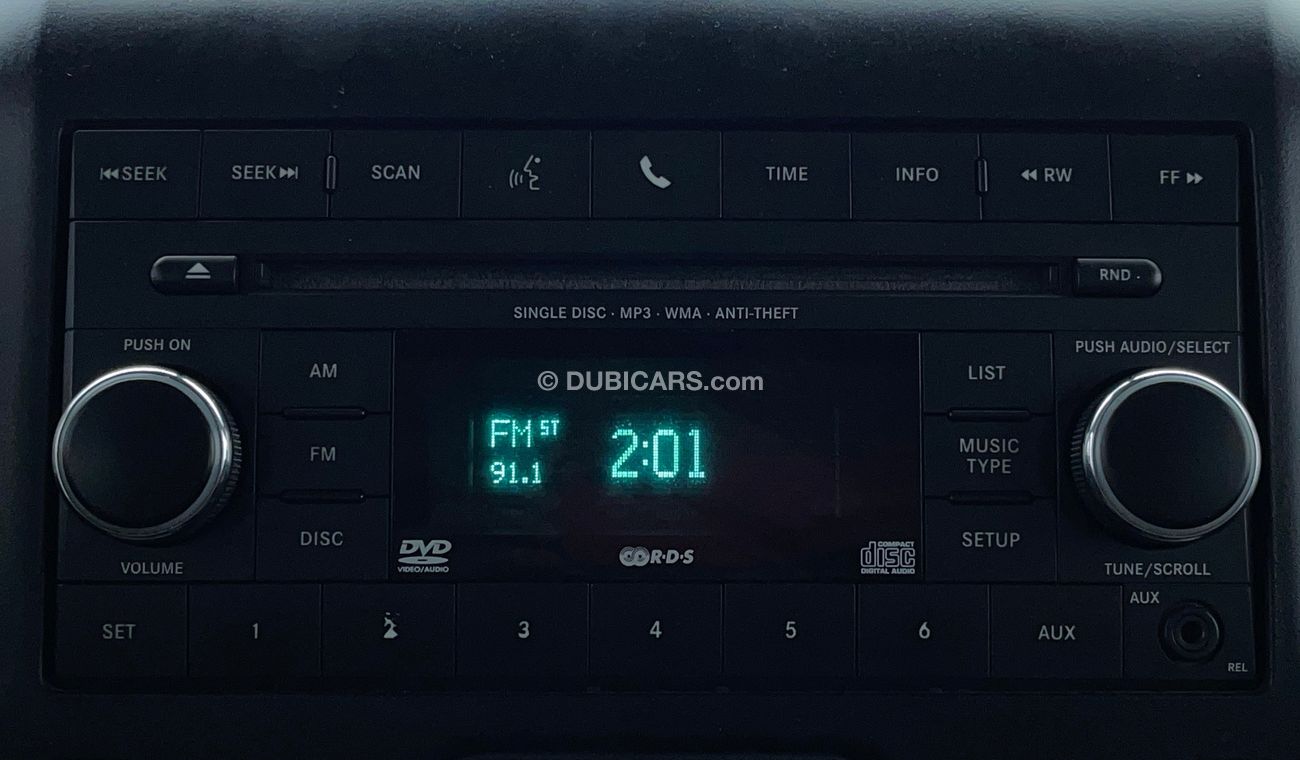 SEEK SEEK SCAN TIME INFO RW FF
RND
SINGLE DISC · MP3 · WMA · ANTI-THEFT
PUSH ON
PUSH AUDIO/SELECT
AM
LIST
© DUBICARS.com
FM ST
91.1
2:01
FM
MUSIC
TYPE
DISC
SETUP
DVD
VIDEO/AUDIO
R·D·S
COMPACT
disc
DIGITAL AUDIO
VOLUME
TUNE/SCROLL
AUX
SET 1 2 3 4 5 6 AUX
REL